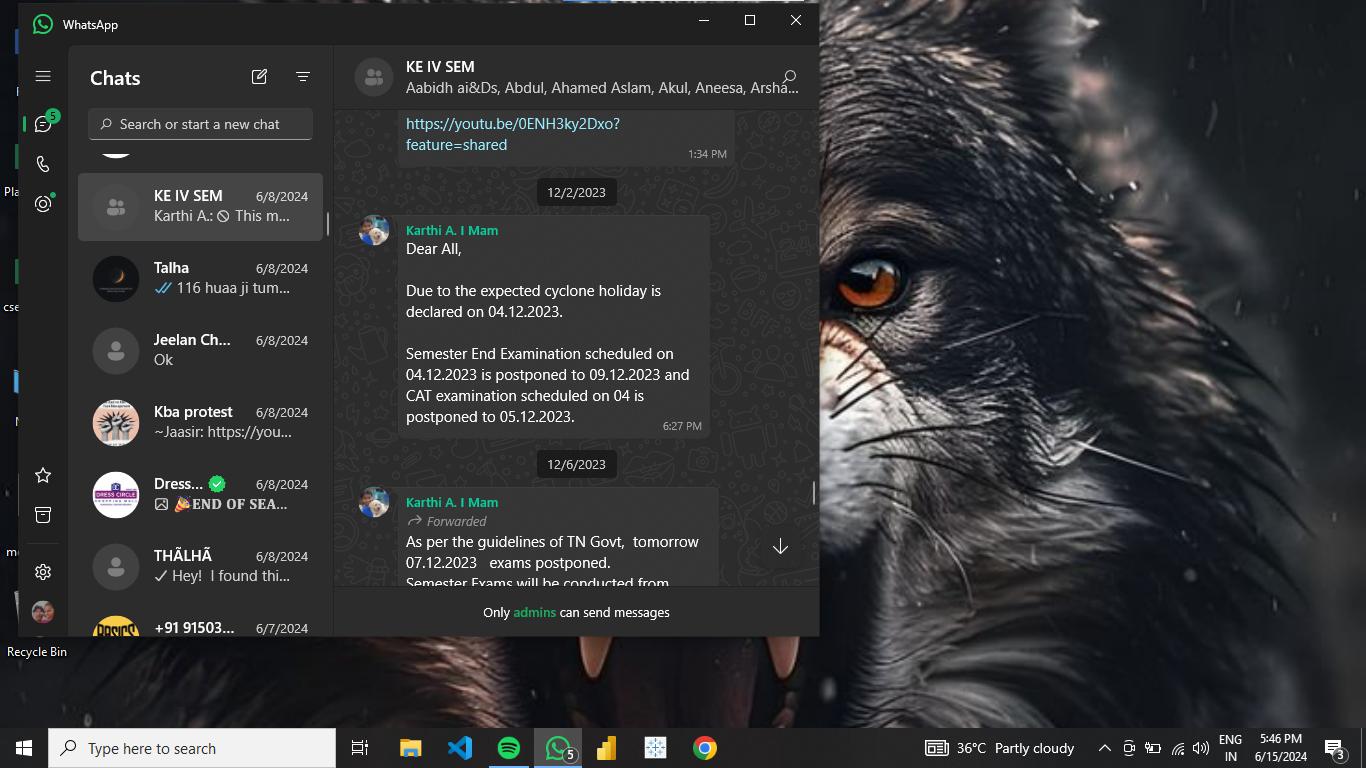 WhatsApp
Chats
5
Search or start a new chat
KE IV SEM 6/8/2024
Karthi A.: This m...
Talha 6/8/2024
116 huaa ji tum...
Jeelan Ch... 6/8/2024
Ok
Kba protest 6/8/2024
~Jaasir: https://you...
Dress... 6/8/2024
🎉END OF SEA...
DRESS CIRCLE
THÃLHÃ 6/8/2024
Hey! I found thi...
+91 91503... 6/7/2024
KE IV SEM
Aabidh ai&Ds, Abdul, Ahamed Aslam, Akul, Aneesa, Arsha...
https://youtu.be/0ENH3ky2Dxo?
feature=shared
1:34 PM
12/2/2023
Karthi A. I Mam
Dear All,
Due to the expected cyclone holiday is
declared on 04.12.2023.
Semester End Examination scheduled on
04.12.2023 is postponed to 09.12.2023 and
CAT examination scheduled on 04 is
postponed to 05.12.2023.
6:27 PM
12/6/2023
Karthi A. I Mam
Forwarded
As per the guidelines of TN Govt, tomorrow
07.12.2023 exams postponed.
Semester Exams will be conducted from
Only admins can send messages
Pla
cse
Recycle Bin
Type here to search
5
36°C Partly cloudy
ENG
IN
5:46 PM
6/15/2024
3